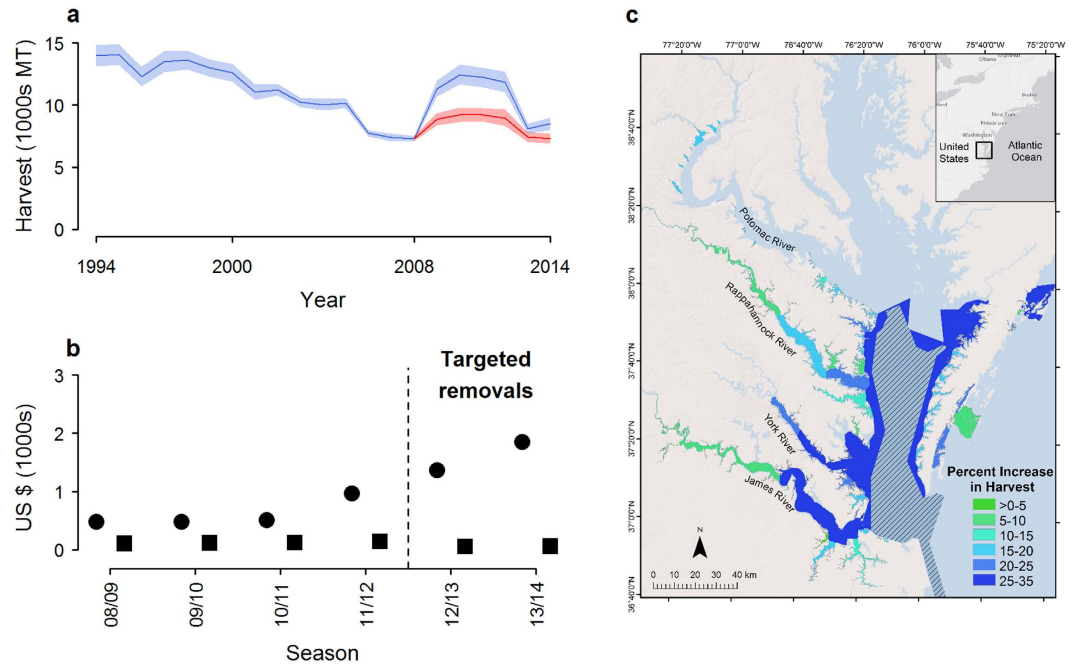 a
Harvest (1000s MT)
15
10
5
0
1994
2000
2008
2014
Year
b
Targeted
removals
US $ (1000s)
3
2
1
0
08/09
09/10
10/11
11/12
12/13
13/14
Season
c
77°20'0"W
77°0'0"W
76°40'0"W
76°20'0"W
76°0'0"W
75°40'0"W
75°20'0"W
38°40'0"N
38°20'0"N
38°0'0"N
37°40'0"N
37°20'0"N
37°0'0"N
36°40'0"N
Ottawa
Boston
New York
Philadelphia
Washington
United
States
Atlantic
Ocean
Potomac River
Rappahannock River
York River
James River
Percent Increase
in Harvest
>0-5
5-10
10-15
15-20
20-25
25-35
N
0 10 20 30 40 km